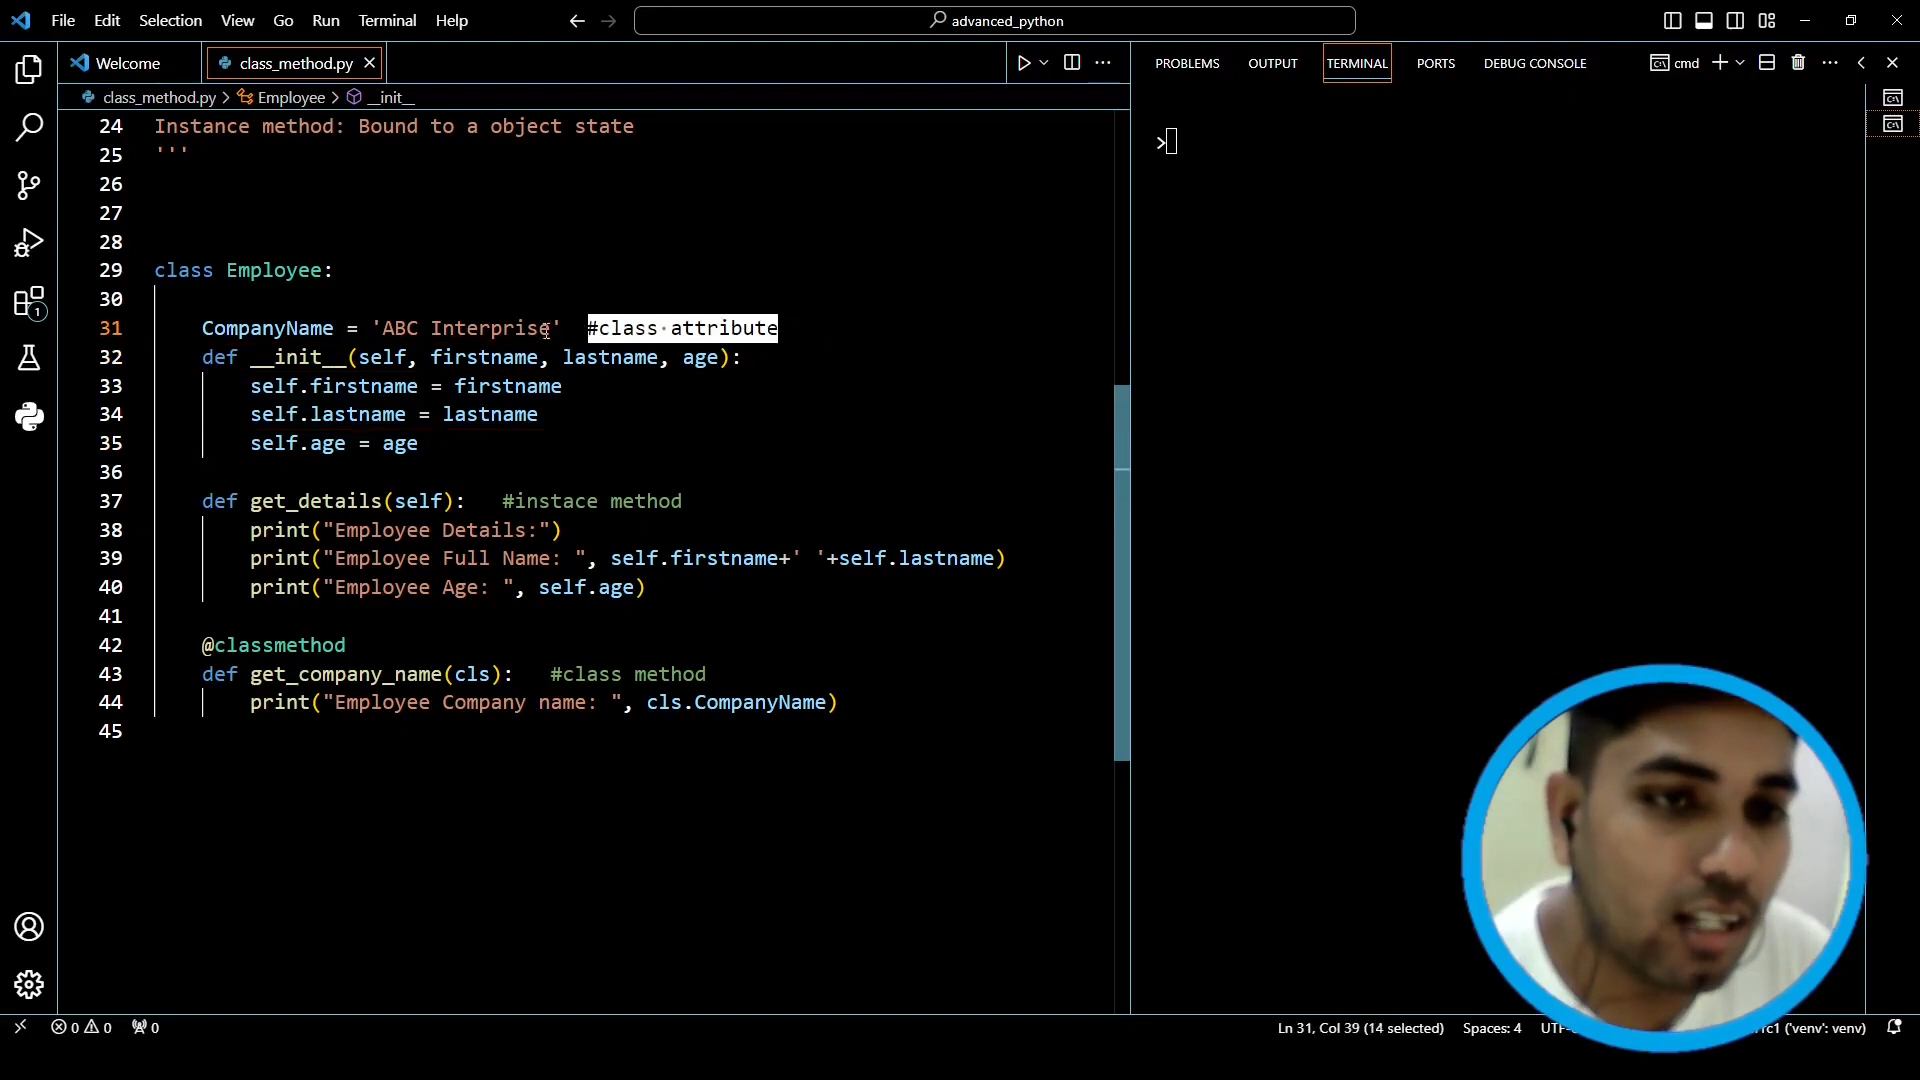 File Edit Selection View Go Run Terminal Help
advanced_python
Welcome
class_method.py
PROBLEMS OUTPUT TERMINAL PORTS DEBUG CONSOLE
cmd
class_method.py > Employee > __init__
24 Instance method: Bound to a object state
25 '''
26
27
28
29 class Employee:
30
31 CompanyName = 'ABC Interprise' #class attribute
32 def __init__(self, firstname, lastname, age):
33 self.firstname = firstname
34 self.lastname = lastname
35 self.age = age
36
37 def get_details(self): #instace method
38 print("Employee Details:")
39 print("Employee Full Name: ", self.firstname+' '+self.lastname)
40 print("Employee Age: ", self.age)
41
42 @classmethod
43 def get_company_name(cls): #class method
44 print("Employee Company name: ", cls.CompanyName)
45
>
1
0 0 0
Ln 31, Col 39 (14 selected) Spaces: 4 ('venv': venv)